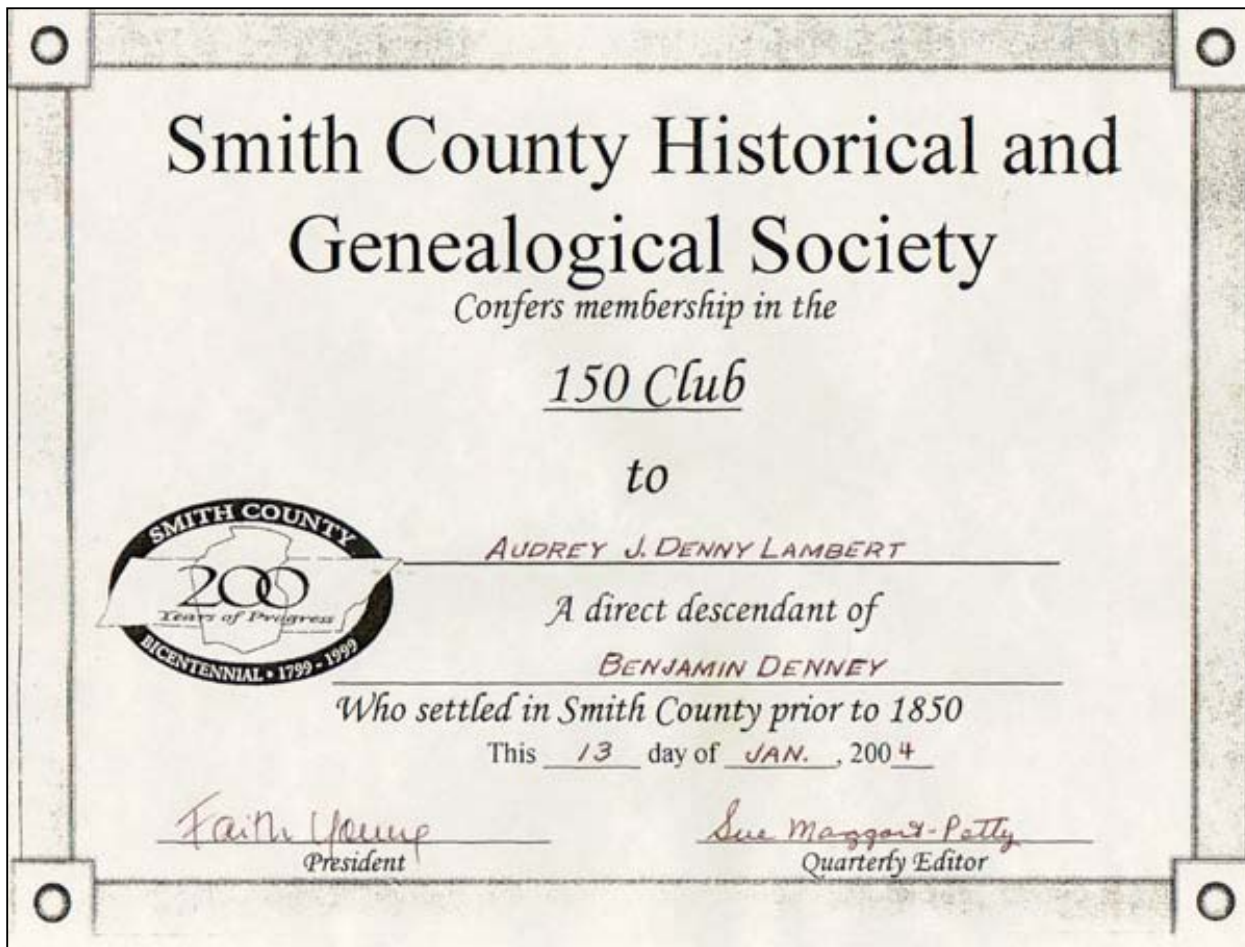 Smith County Historical and
Genealogical Society
Confers membership in the
150 Club
to
SMITH COUNTY
200
Years of Progress
BICENTENNIAL • 1799 - 1999
AUDREY J. DENNY LAMBERT
A direct descendant of
BENJAMIN DENNEY
Who settled in Smith County prior to 1850
This 13 day of JAN. , 2004
Faith Young
Sue Maggart-Petty
President
Quarterly Editor